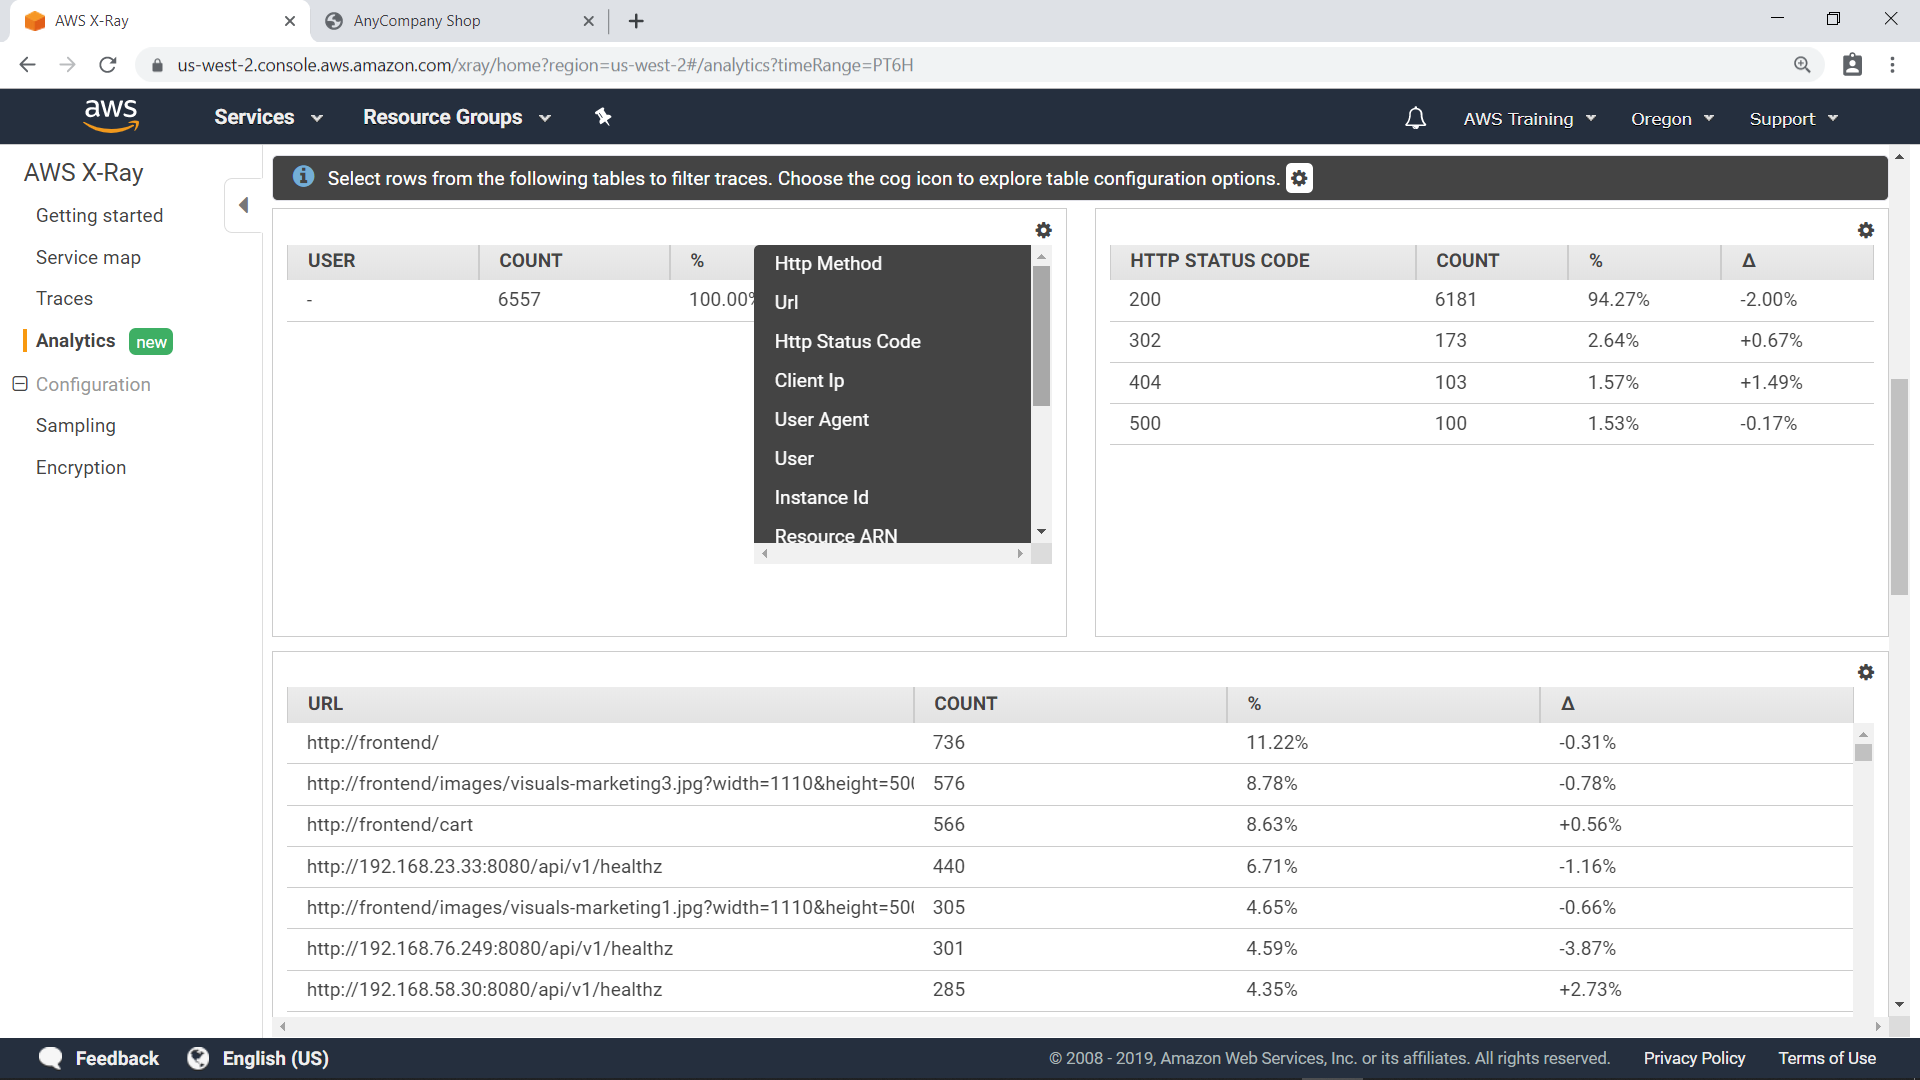 AWS X-Ray
AnyCompany Shop
us-west-2.console.aws.amazon.com/xray/home?region=us-west-2#/analytics?timeRange=PT6H
aws
Services
Resource Groups
AWS Training
Oregon
Support
AWS X-Ray
Getting started
Service map
Traces
Analytics new
Configuration
Sampling
Encryption
Select rows from the following tables to filter traces. Choose the cog icon to explore table configuration options.
USER COUNT %
- 6557 100.00%
Http Method
Url
Http Status Code
Client Ip
User Agent
User
Instance Id
Resource ARN
HTTP STATUS CODE COUNT % Δ
200 6181 94.27% -2.00%
302 173 2.64% +0.67%
404 103 1.57% +1.49%
500 100 1.53% -0.17%
URL COUNT % Δ
http://frontend/ 736 11.22% -0.31%
http://frontend/images/visuals-marketing3.jpg?width=1110&height=500 576 8.78% -0.78%
http://frontend/cart 566 8.63% +0.56%
http://192.168.23.33:8080/api/v1/healthz 440 6.71% -1.16%
http://frontend/images/visuals-marketing1.jpg?width=1110&height=500 305 4.65% -0.66%
http://192.168.76.249:8080/api/v1/healthz 301 4.59% -3.87%
http://192.168.58.30:8080/api/v1/healthz 285 4.35% +2.73%
Feedback
English (US)
© 2008 - 2019, Amazon Web Services, Inc. or its affiliates. All rights reserved.
Privacy Policy
Terms of Use